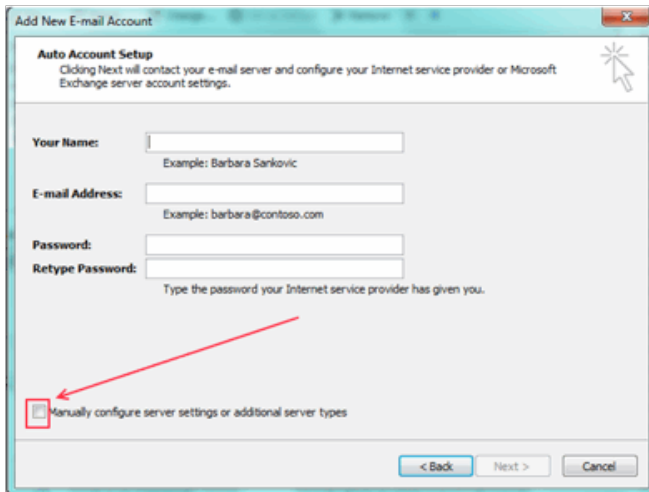 Add New E-mail Account
Auto Account Setup
Clicking Next will contact your e-mail server and configure your Internet service provider or Microsoft
Exchange server account settings.
Your Name:
Example: Barbara Sankovic
E-mail Address:
Example: barbara@contoso.com
Password:
Retype Password:
Type the password your Internet service provider has given you.
Manually configure server settings or additional server types
< Back Next > Cancel